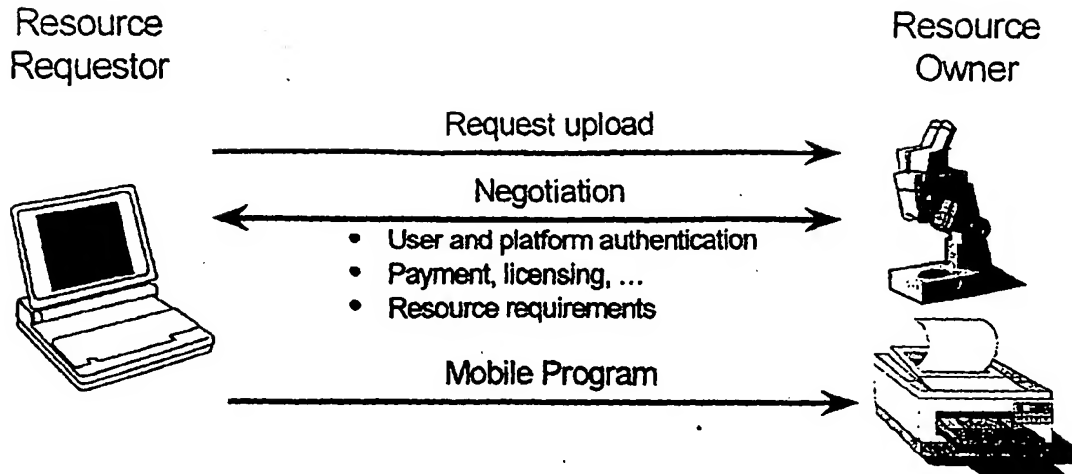 Resource
Requestor
Resource
Owner
Request upload
Negotiation
• User and platform authentication
• Payment, licensing, ...
• Resource requirements
Mobile Program